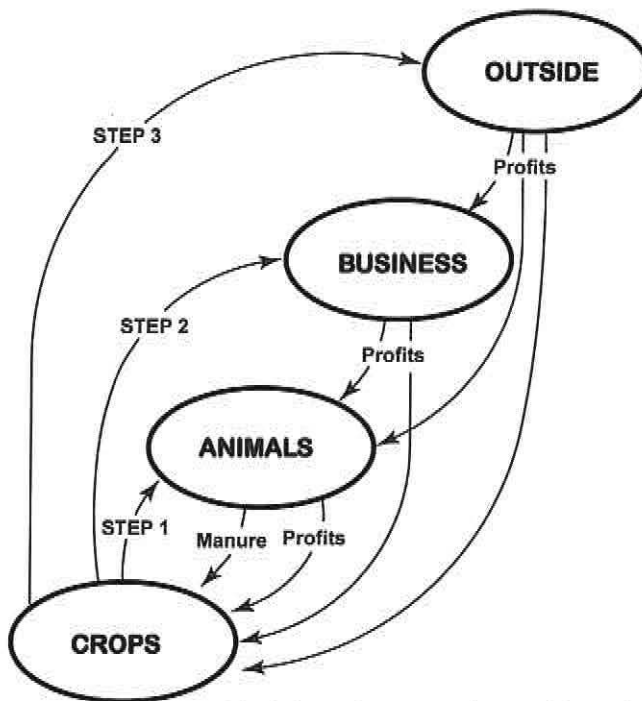 OUTSIDE
STEP 3
Profits
BUSINESS
STEP 2
Profits
ANIMALS
STEP 1
Manure
Profits
CROPS